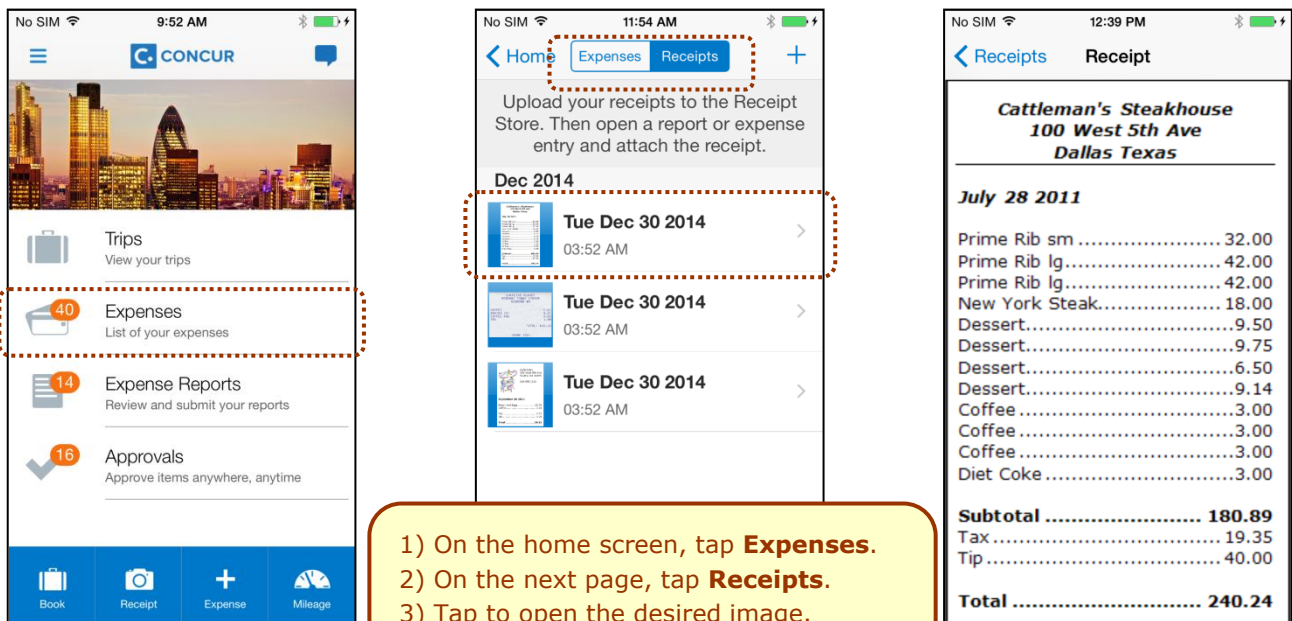 No SIM 9:52 AM
C. CONCUR
Trips
View your trips
40
Expenses
List of your expenses
14
Expense Reports
Review and submit your reports
16
Approvals
Approve items anywhere, anytime
Book Receipt Expense Mileage
No SIM 11:54 AM
Home Expenses Receipts +
Upload your receipts to the Receipt
Store. Then open a report or expense
entry and attach the receipt.
Dec 2014
Tue Dec 30 2014
03:52 AM
Tue Dec 30 2014
03:52 AM
Tue Dec 30 2014
03:52 AM
1) On the home screen, tap Expenses.
2) On the next page, tap Receipts.
3) Tap to open the desired image.
No SIM 12:39 PM
Receipts Receipt
Cattleman's Steakhouse
100 West 5th Ave
Dallas Texas
July 28 2011
Prime Rib sm ...................... 32.00
Prime Rib lg........................ 42.00
Prime Rib lg........................ 42.00
New York Steak................... 18.00
Dessert................................9.50
Dessert................................9.75
Dessert................................6.50
Dessert................................9.14
Coffee .................................3.00
Coffee .................................3.00
Coffee .................................3.00
Diet Coke .............................3.00
Subtotal ....................... 180.89
Tax................................... 19.35
Tip.................................... 40.00
Total ............................ 240.24